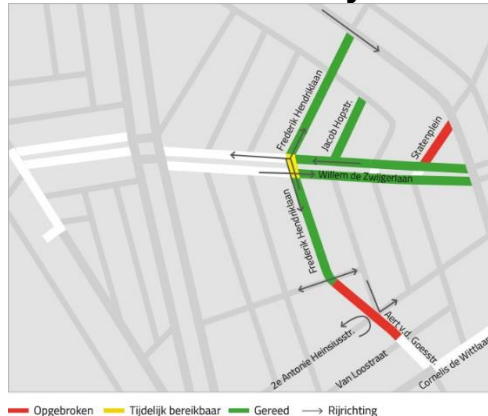 Frederik Hendriklaan
Jacob Hopstr.
Statenplein
Willem de Zwijgerlaan
Frederik Hendriklaan
2e Antonie Heinsiusstr.
Aert v.d. Goesstr.
Van Loostraat
Cornelis de Wittlaan
Opgebroken
Tijdelijk bereikbaar
Gereed
Rijrichting